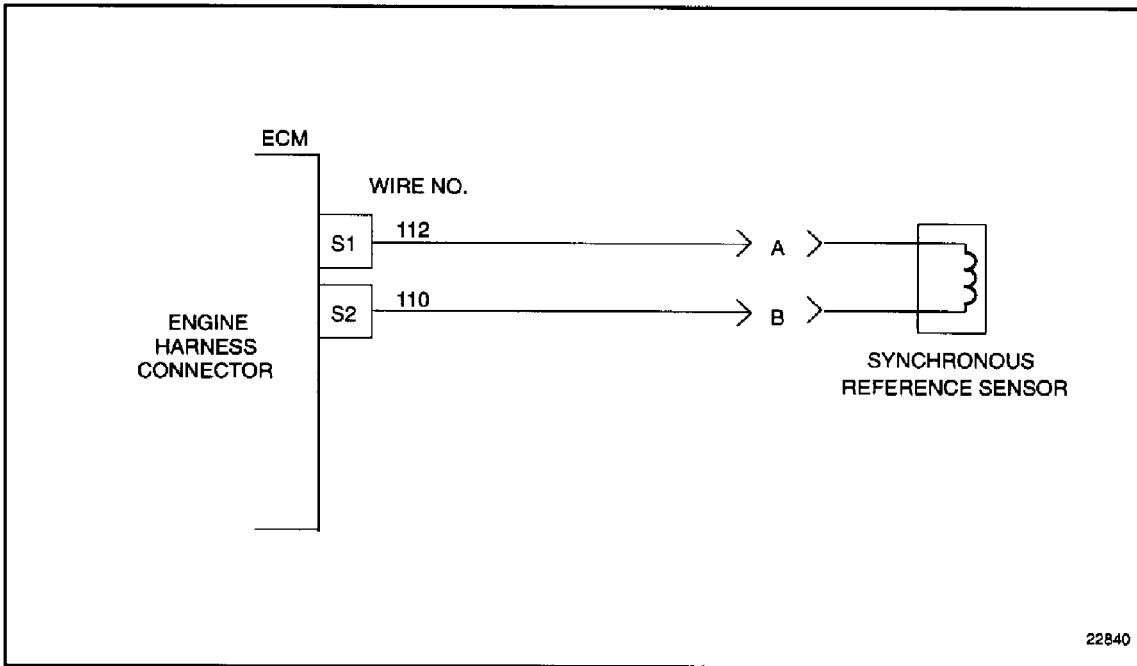 ECM
WIRE NO.
S1
112
A
S2
110
B
ENGINE
HARNESS
CONNECTOR
SYNCHRONOUS
REFERENCE SENSOR
22840